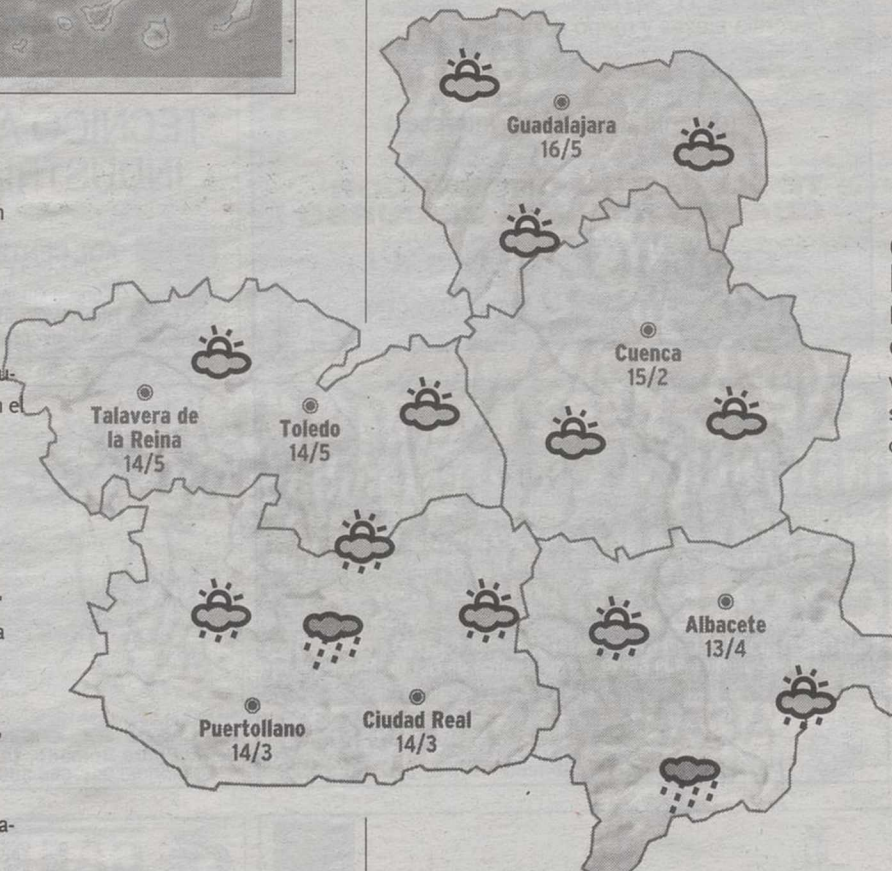 Guadalajara
16/5
Cuenca
15/2
Talavera de
la Reina
14/5
Toledo
14/5
Albacete
13/4
Puertollano
14/3
Ciudad Real
14/3